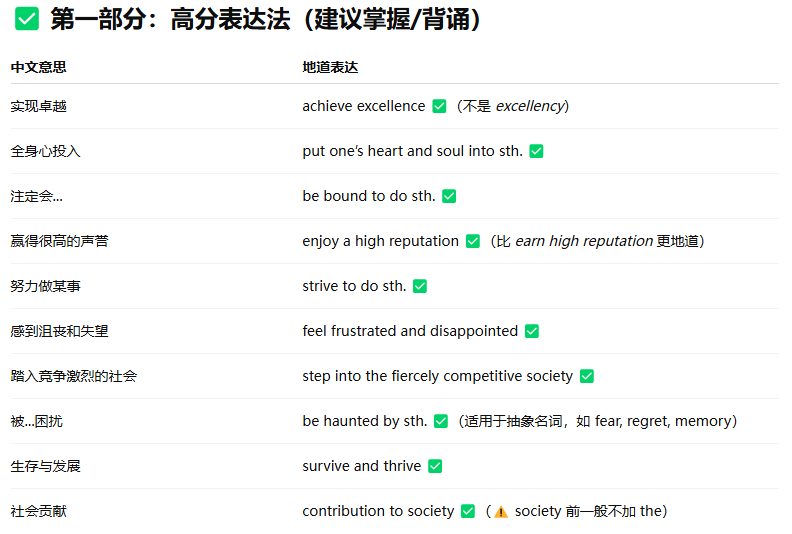 ✅ 第一部分：高分表达法（建议掌握/背诵）
中文意思 地道表达
实现卓越 achieve excellence ✅（不是 excellency）
全身心投入 put one’s heart and soul into sth. ✅
注定会... be bound to do sth. ✅
赢得很高的声誉 enjoy a high reputation ✅（比 earn high reputation 更地道）
努力做某事 strive to do sth. ✅
感到沮丧和失望 feel frustrated and disappointed ✅
踏入竞争激烈的社会 step into the fiercely competitive society ✅
被...困扰 be haunted by sth. ✅（适用于抽象名词，如 fear, regret, memory）
生存与发展 survive and thrive ✅
社会贡献 contribution to society ✅（⚠️ society 前一般不加 the）